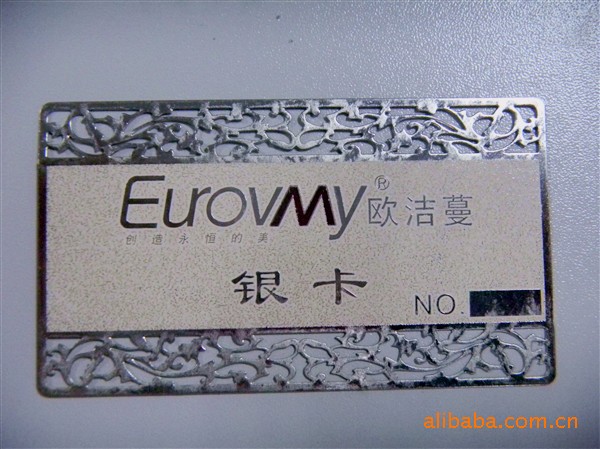 Eurovmy® 欧洁蔓
创造永恒的美
银卡
NO.
alibaba.com.cn